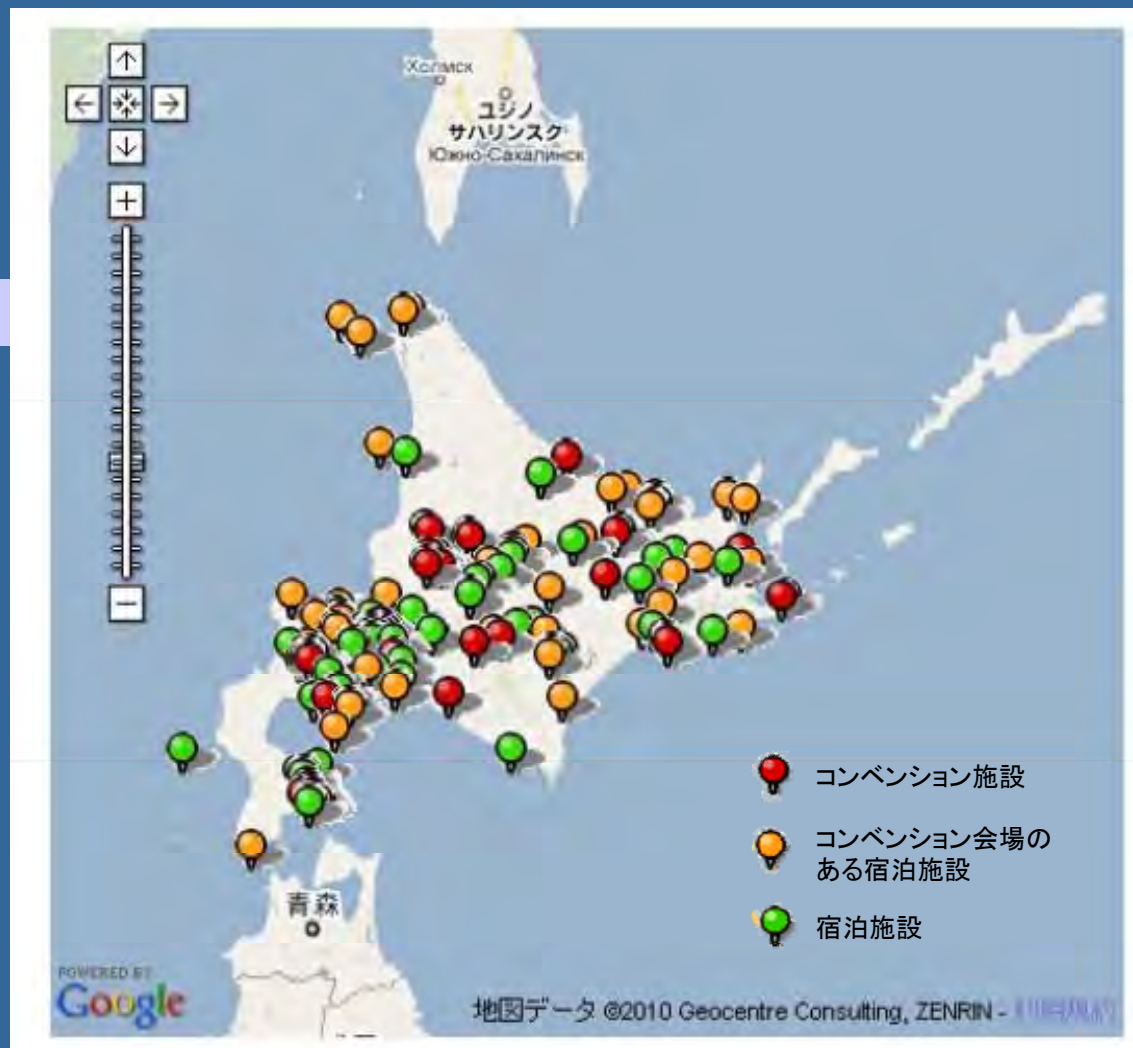 Холмск
ユジノ
サハリンスク
Южно-Сахалинск
コンベンション施設
コンベンション会場の
ある宿泊施設
宿泊施設
青森
POWERED BY
Google
地図データ ©2010 Geocentre Consulting, ZENRIN -